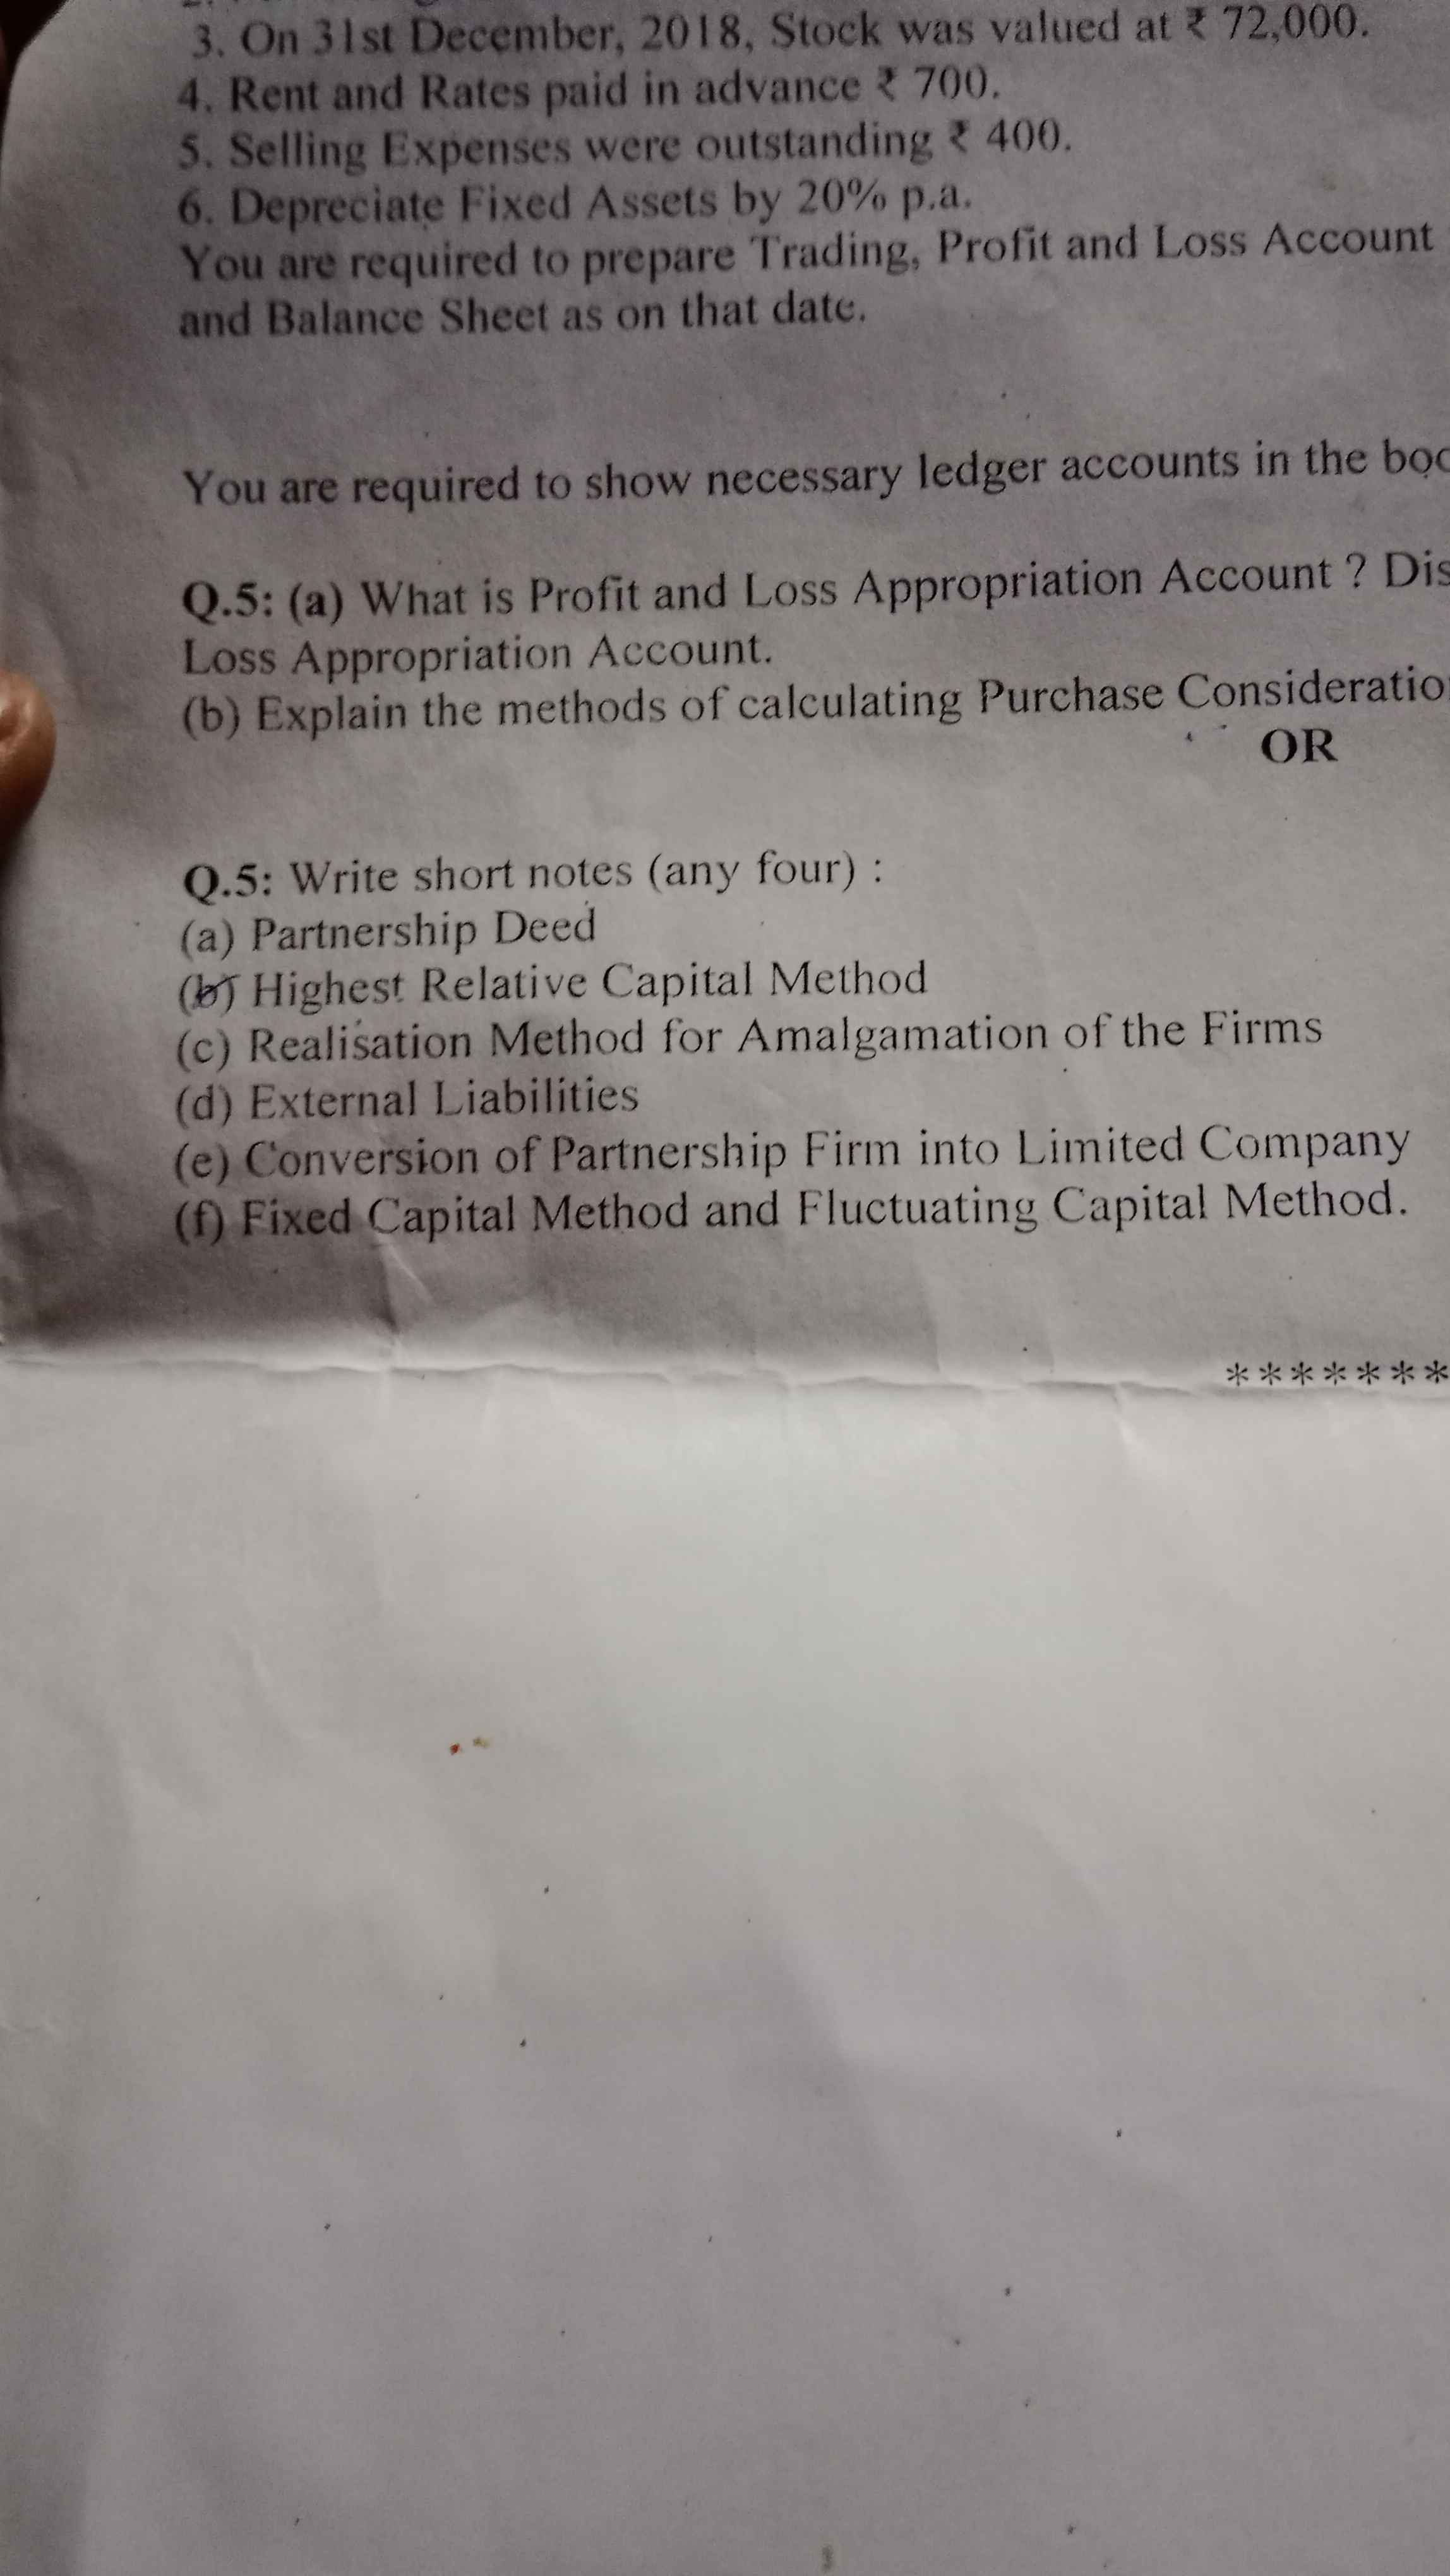 3. On 31st December, 2018, Stock was valued at ₹ 72,000.
4. Rent and Rates paid in advance ₹ 700.
5. Selling Expenses were outstanding ₹ 400.
6. Depreciate Fixed Assets by 20% p.a.
You are required to prepare Trading, Profit and Loss Account
and Balance Sheet as on that date.
You are required to show necessary ledger accounts in the
Q.5: (a) What is Profit and Loss Appropriation Account ?
Loss Appropriation Account.
(b) Explain the methods of calculating Purchase
OR
Q.5: Write short notes (any four) :
(a) Partnership Deed
(b) Highest Relative Capital Method
(c) Realisation Method for Amalgamation of the Firms
(d) External Liabilities
(e) Conversion of Partnership Firm into Limited Company
(f) Fixed Capital Method and Fluctuating Capital Method.
*******